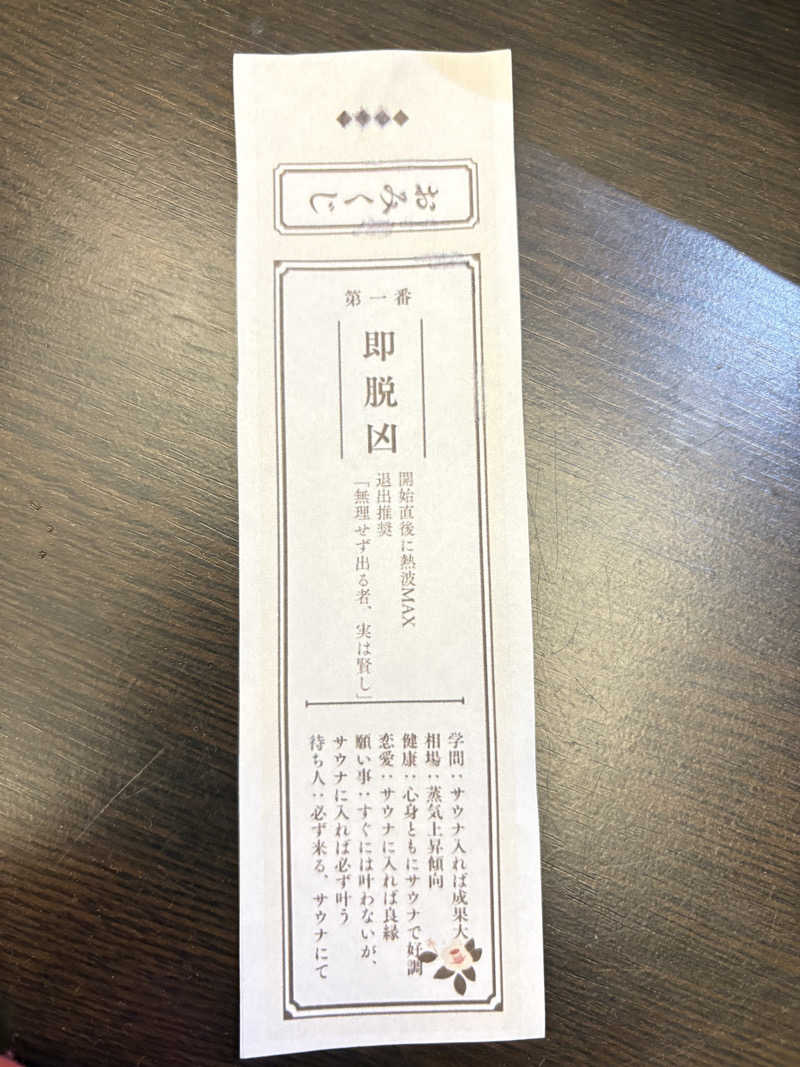 おみくじ
第一番
即脱凶
開始直後に熱波MAX
退出推奨
「無理せず出る者、実は賢し」
学問：サウナ入れば成果大
相場：蒸気上昇傾向
健康：心身ともにサウナで好調
恋愛：サウナに入れば良縁
願い事：すぐには叶わないが、
サウナに入れば必ず叶う
待ち人：必ず来る。サウナにて